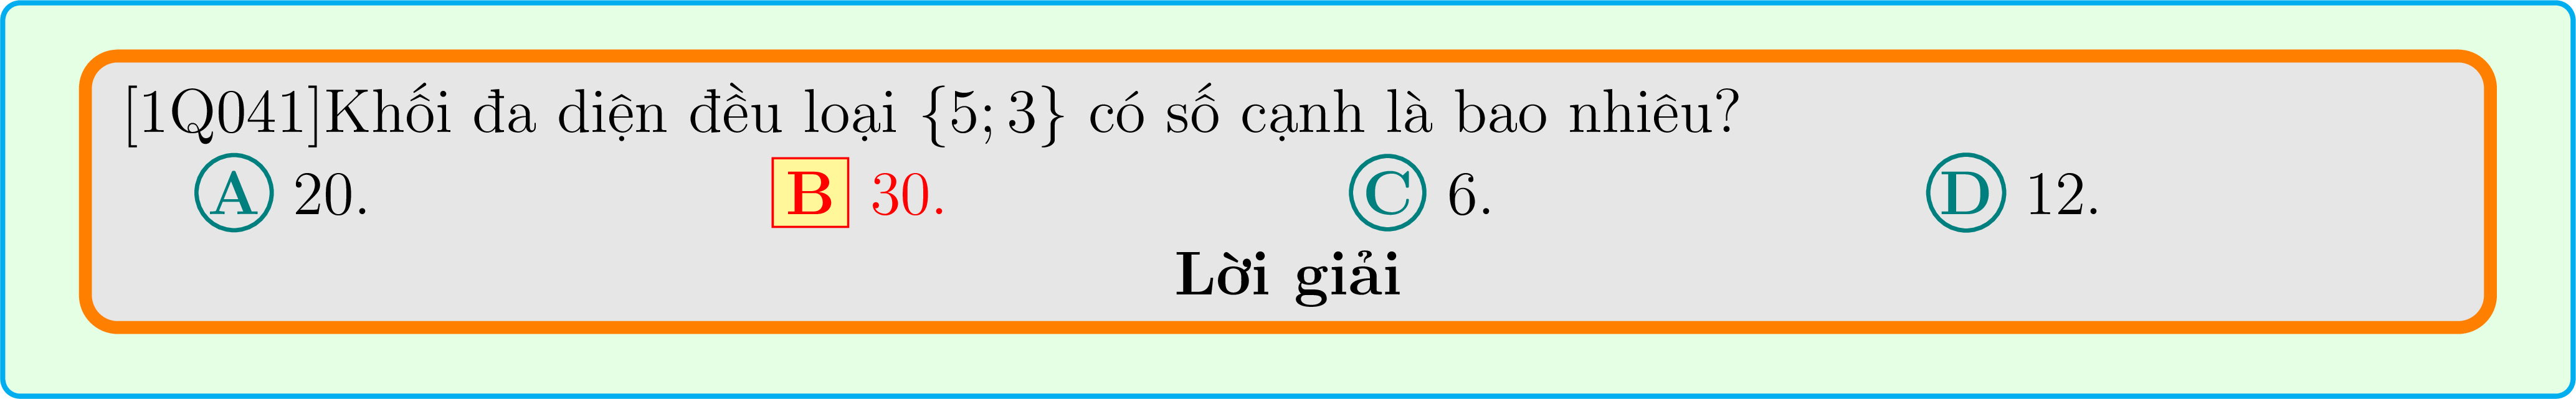 [1Q041]Khối đa diện đều loại {5; 3} có số cạnh là bao nhiêu?
A 20. B 30. C 6. D 12.
Lời giải